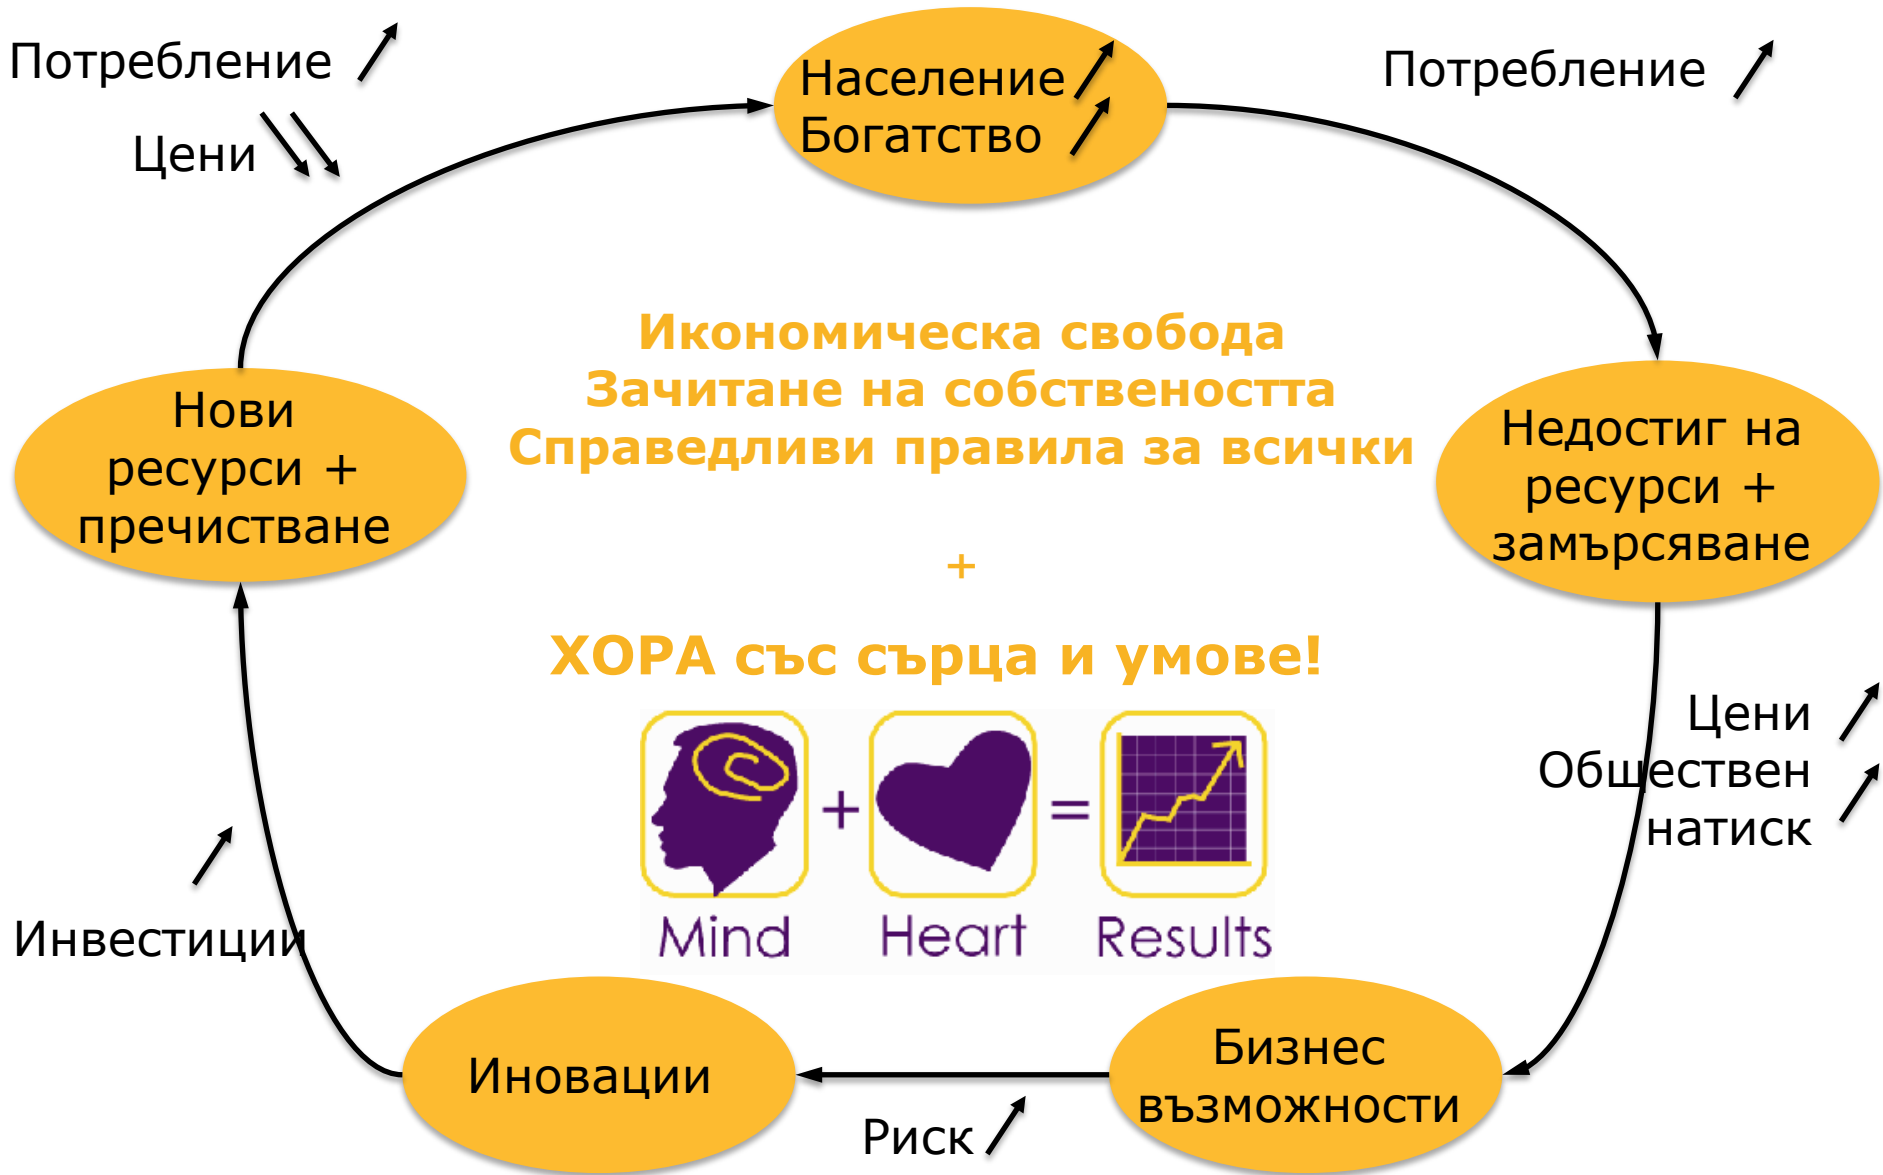 Потребление
Цени
Население
Богатство
Потребление
Икономическа свобода
Зачитане на собствеността
Справедливи правила за всички
+
ХОРА със сърца и умове!
Нови
ресурси +
пречистване
Недостиг на
ресурси +
замърсяване
Цени
Обществен
натиск
Инвестиции
+ =
Mind Heart Results
Иновации
Риск
Бизнес
възможности